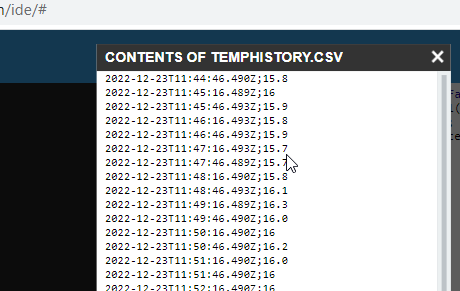 /ide/#
CONTENTS OF TEMPHISTORY.CSV
2022-12-23T11:44:46.490Z;15.8
2022-12-23T11:45:16.489Z;16
2022-12-23T11:45:46.493Z;15.9
2022-12-23T11:46:16.493Z;15.8
2022-12-23T11:46:46.493Z;15.9
2022-12-23T11:47:16.493Z;15.7
2022-12-23T11:47:46.489Z;15.7
2022-12-23T11:48:16.490Z;15.8
2022-12-23T11:48:46.493Z;16.1
2022-12-23T11:49:16.489Z;16.3
2022-12-23T11:49:46.490Z;16.0
2022-12-23T11:50:16.490Z;16
2022-12-23T11:50:46.490Z;16.2
2022-12-23T11:51:16.490Z;16.0
2022-12-23T11:51:46.490Z;16
2022-12-23T11:52:16.490Z;16